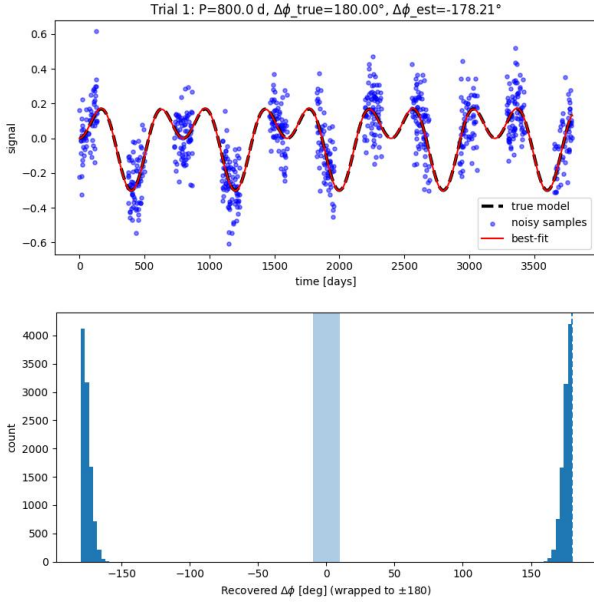 Trial 1: P=800.0 d, Δϕ_true=180.00°, Δϕ_est=-178.21°
0.6
0.4
0.2
0.0
−0.2
−0.4
−0.6
signal
true model
noisy samples
best-fit
0 500 1000 1500 2000 2500 3000 3500
time [days]
4000
3500
3000
2500
2000
1500
1000
500
0
count
−150 −100 −50 0 50 100 150
Recovered Δϕ [deg] (wrapped to ±180)